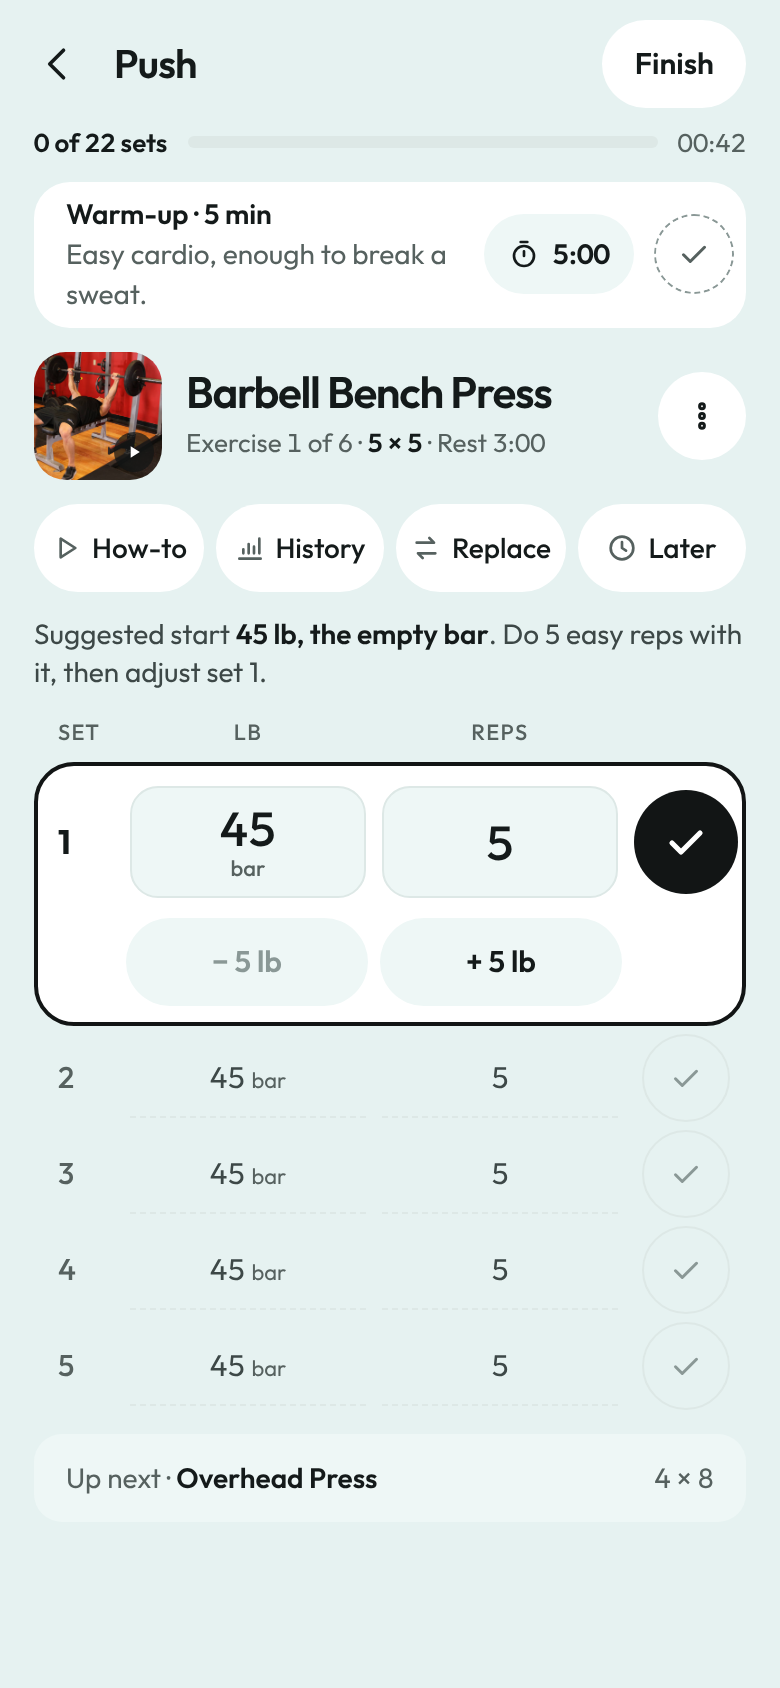 Push
Finish
0 of 22 sets
00:42
Warm-up · 5 min
Easy cardio, enough to break a
sweat.
5:00
Barbell Bench Press
Exercise 1 of 6 · 5 × 5 · Rest 3:00
How-to
History
Replace
Later
Suggested start 45 lb, the empty bar. Do 5 easy reps with
it, then adjust set 1.
SET LB REPS
1 45 5
bar
− 5 lb + 5 lb
2 45 bar 5
3 45 bar 5
4 45 bar 5
5 45 bar 5
Up next · Overhead Press 4 × 8